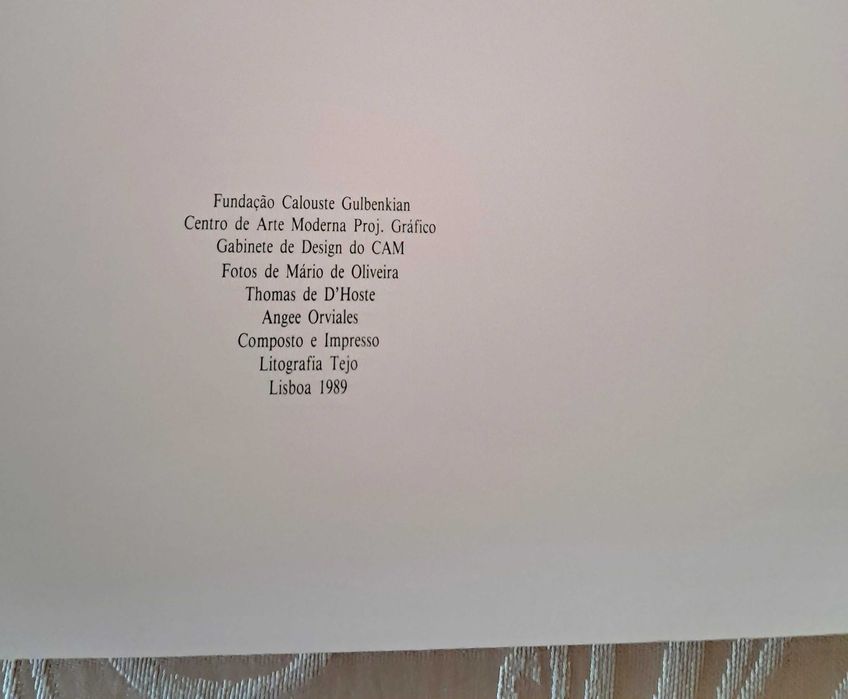 Fundação Calouste Gulbenkian
Centro de Arte Moderna Proj. Gráfico
Gabinete de Design do CAM
Fotos de Mário de Oliveira
Thomas de D'Hoste
Angee Orviales
Composto e Impresso
Litografia Tejo
Lisboa 1989